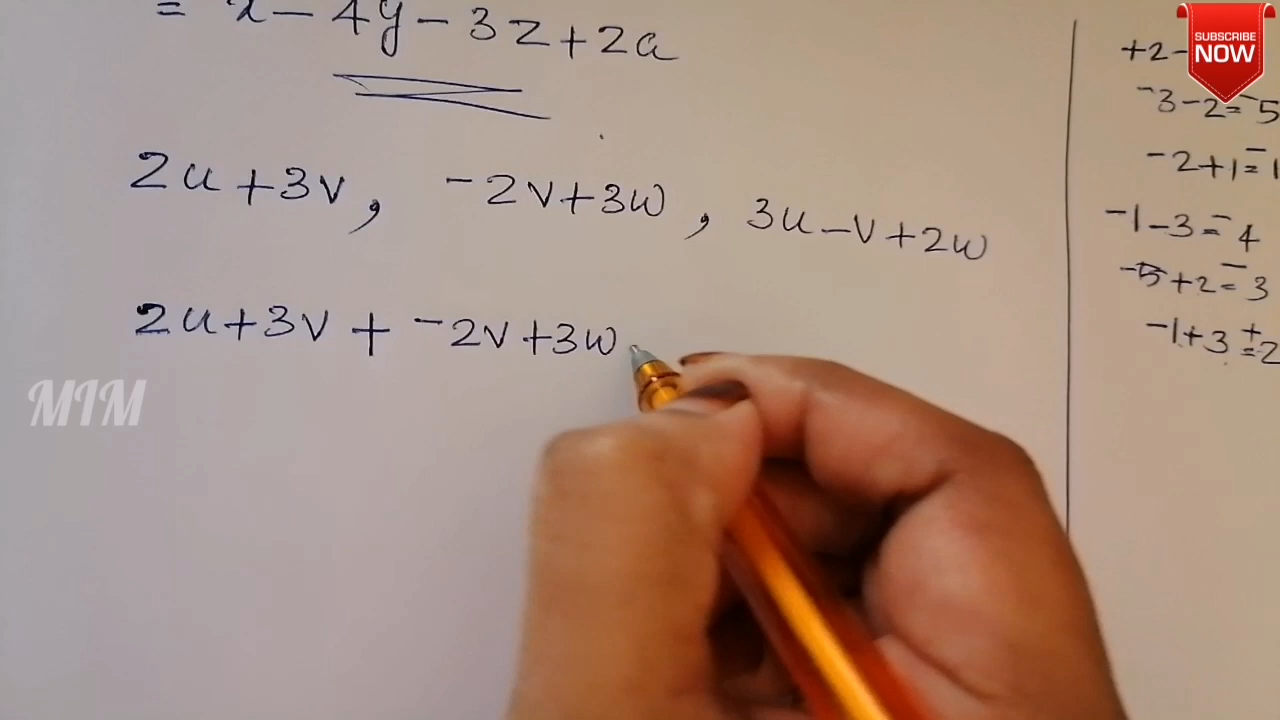 = x - 4y - 3z + 2a
2u + 3v, -2v + 3w, 3u - v + 2w
2u + 3v + -2v + 3w
+2 -
-3 - 2 = -5
-2 + 1 = -1
-1 - 3 = -4
-5 + 2 = -3
-1 + 3 = +2
SUBSCRIBE
NOW
MIM